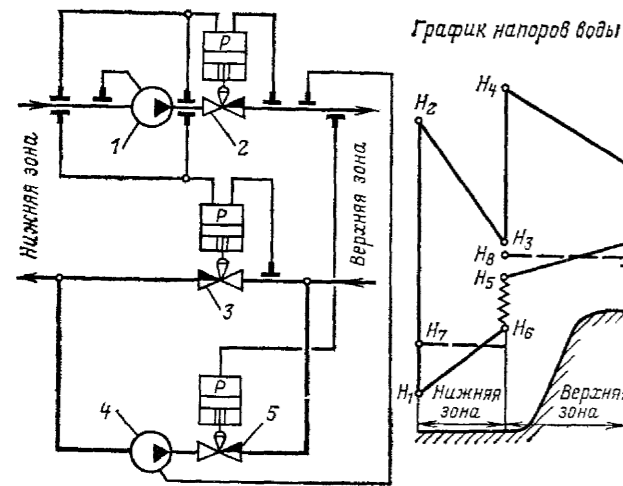 График напоров воды
P
H4
H2
1
2
Нижняя зона
Верхняя зона
P
H3
H8
H5
3
H7
H6
P
4
5
H1
Нижняя
зона
Верхняя
зона